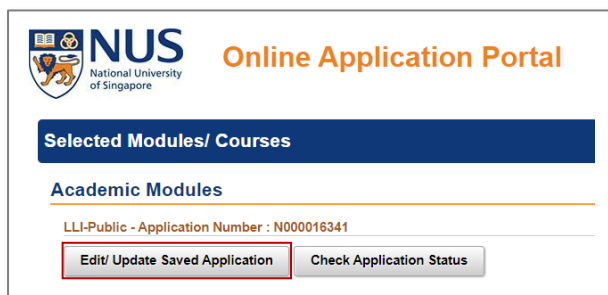 NUS
National University
of Singapore
Online Application Portal
Selected Modules/ Courses
Academic Modules
LLI-Public - Application Number : N000016341
Edit/ Update Saved Application
Check Application Status